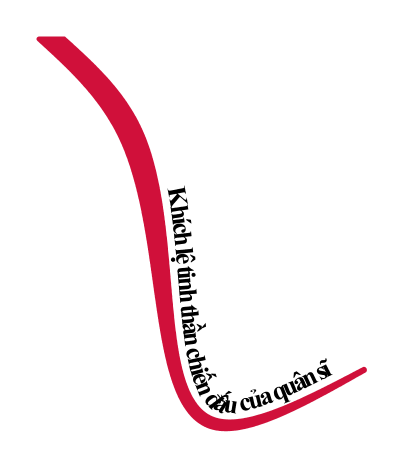 Khích lệ tinh thần chiến đấu của quân sĩ